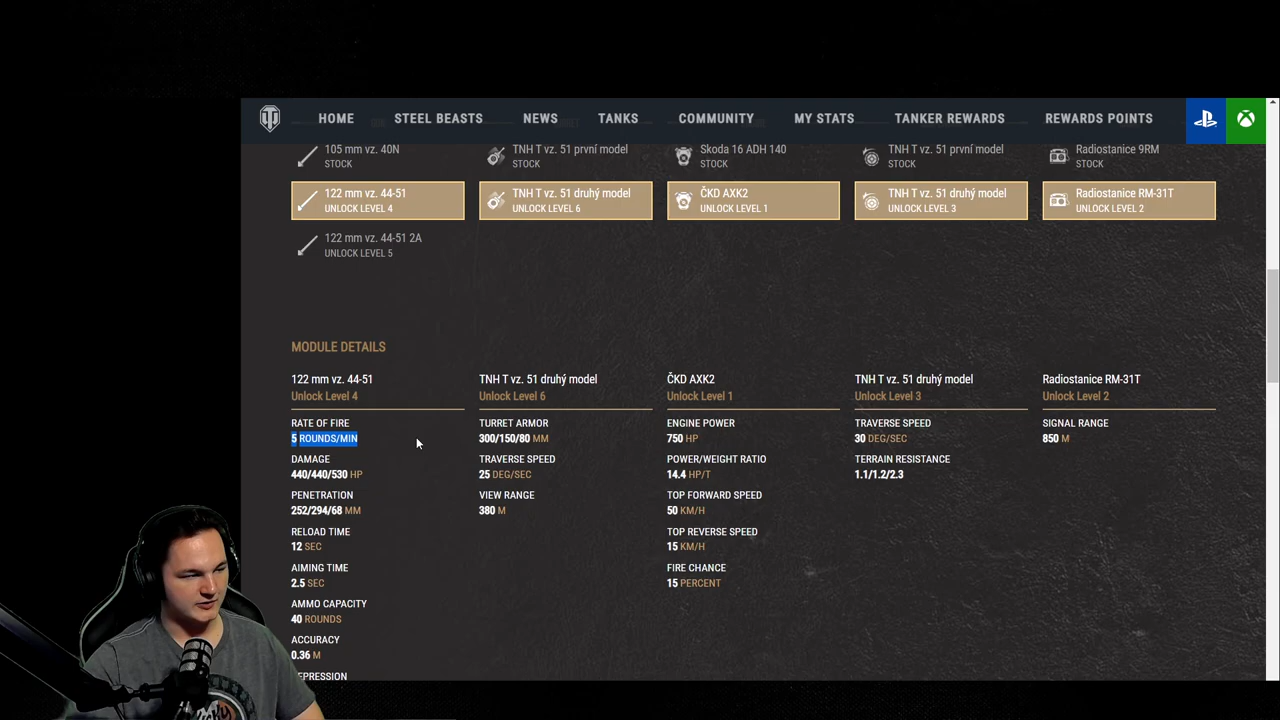 HOME STEEL BEASTS NEWS TANKS COMMUNITY MY STATS TANKER REWARDS REWARDS POINTS
105 mm vz. 40N
STOCK
TNH T vz. 51 první model
STOCK
Skoda 16 ADH 140
STOCK
TNH T vz. 51 první model
STOCK
Radiostanice 9RM
STOCK
122 mm vz. 44-51
UNLOCK LEVEL 4
TNH T vz. 51 druhý model
UNLOCK LEVEL 6
ČKD AXK2
UNLOCK LEVEL 1
TNH T vz. 51 druhý model
UNLOCK LEVEL 3
Radiostanice RM-31T
UNLOCK LEVEL 2
122 mm vz. 44-51 2A
UNLOCK LEVEL 5
MODULE DETAILS
122 mm vz. 44-51
Unlock Level 4
RATE OF FIRE
5 ROUNDS/MIN
DAMAGE
440/440/530 HP
PENETRATION
252/294/68 MM
RELOAD TIME
12 SEC
AIMING TIME
2.5 SEC
AMMO CAPACITY
40 ROUNDS
ACCURACY
0.36 M
DEPRESSION
TNH T vz. 51 druhý model
Unlock Level 6
TURRET ARMOR
300/150/80 MM
TRAVERSE SPEED
25 DEG/SEC
VIEW RANGE
380 M
ČKD AXK2
Unlock Level 1
ENGINE POWER
750 HP
POWER/WEIGHT RATIO
14.4 HP/T
TOP FORWARD SPEED
50 KM/H
TOP REVERSE SPEED
15 KM/H
FIRE CHANCE
15 PERCENT
TNH T vz. 51 druhý model
Unlock Level 3
TRAVERSE SPEED
30 DEG/SEC
TERRAIN RESISTANCE
1.1/1.2/2.3
Radiostanice RM-31T
Unlock Level 2
SIGNAL RANGE
850 M